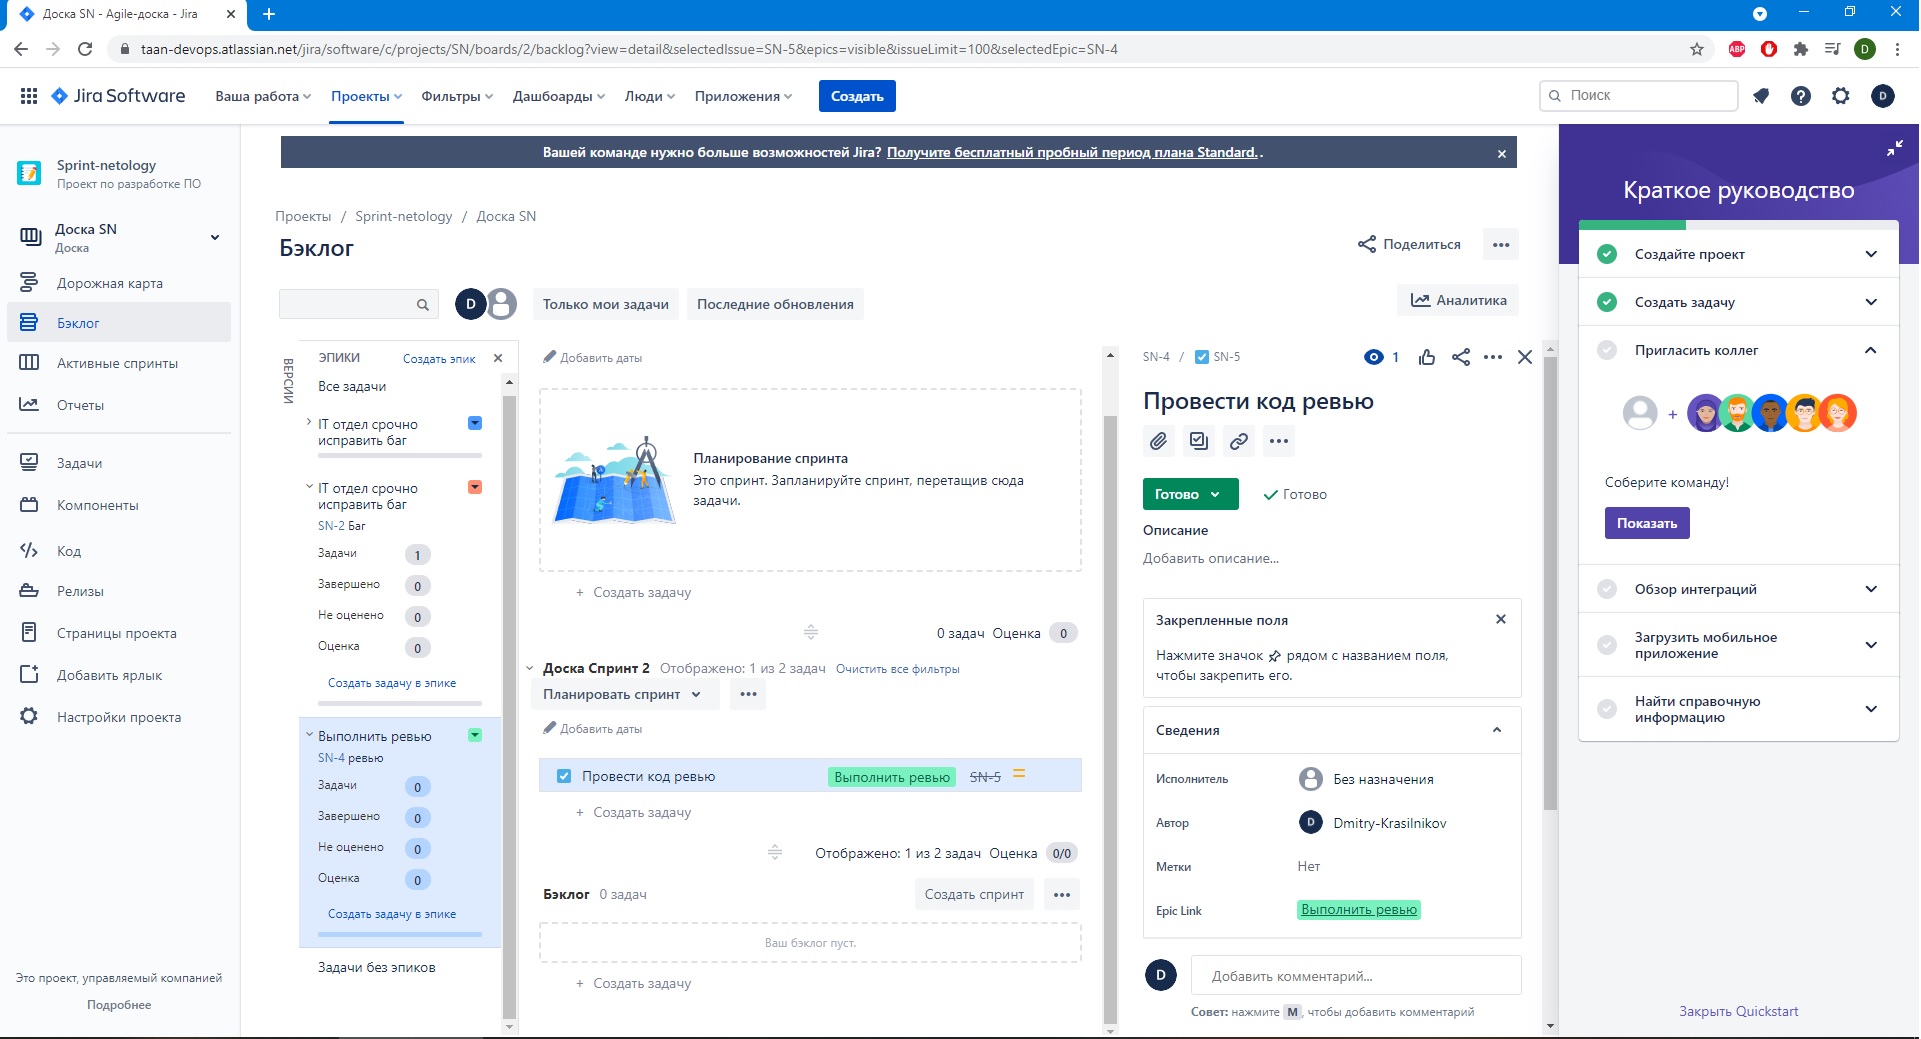 Доска SN - Agile-доска - Jira
taan-devops.atlassian.net/jira/software/c/projects/SN/boards/2/backlog?view=detail&selectedIssue=SN-5&epics=visible&issueLimit=100&selectedEpic=SN-4
ABP
D
Jira Software
Ваша работа
Проекты
Фильтры
Дашборды
Люди
Приложения
Создать
Поиск
D
Sprint-netology
Проект по разработке ПО
Доска SN
Доска
Дорожная карта
Бэклог
Активные спринты
Отчеты
Задачи
Компоненты
Код
Релизы
Страницы проекта
Добавить ярлык
Настройки проекта
Это проект, управляемый компанией
Подробнее
Вашей команде нужно больше возможностей Jira? Получите бесплатный пробный период плана Standard. .
Проекты / Sprint-netology / Доска SN
Бэклог
Поделиться
D
Только мои задачи
Последние обновления
Аналитика
ВЕРСИИ
ЭПИКИ
Создать эпик
Все задачи
IT отдел срочно
исправить баг
IT отдел срочно
исправить баг
SN-2 Баг
Задачи 1
Завершено 0
Не оценено 0
Оценка 0
Создать задачу в эпике
Выполнить ревью
SN-4 ревью
Задачи 0
Завершено 0
Не оценено 0
Оценка 0
Создать задачу в эпике
Задачи без эпиков
Добавить даты
Планирование спринта
Это спринт. Запланируйте спринт, перетащив сюда
задачи.
+ Создать задачу
0 задач Оценка 0
Доска Спринт 2 Отображено: 1 из 2 задач Очистить все фильтры
Планировать спринт
Добавить даты
Провести код ревью Выполнить ревью SN-5
+ Создать задачу
Отображено: 1 из 2 задач Оценка 0/0
Бэклог 0 задач
Создать спринт
Ваш бэклог пуст.
+ Создать задачу
SN-4 / SN-5
1
Провести код ревью
Готово
Готово
Описание
Добавить описание...
Закрепленные поля
Нажмите значок рядом с названием поля,
чтобы закрепить его.
Сведения
Исполнитель Без назначения
Автор D Dmitry-Krasilnikov
Метки Нет
Epic Link Выполнить ревью
D
Добавить комментарий...
Совет: нажмите M, чтобы добавить комментарий
Краткое руководство
Создайте проект
Создать задачу
Пригласить коллег
+
Соберите команду!
Показать
Обзор интеграций
Загрузить мобильное
приложение
Найти справочную
информацию
Закрыть Quickstart